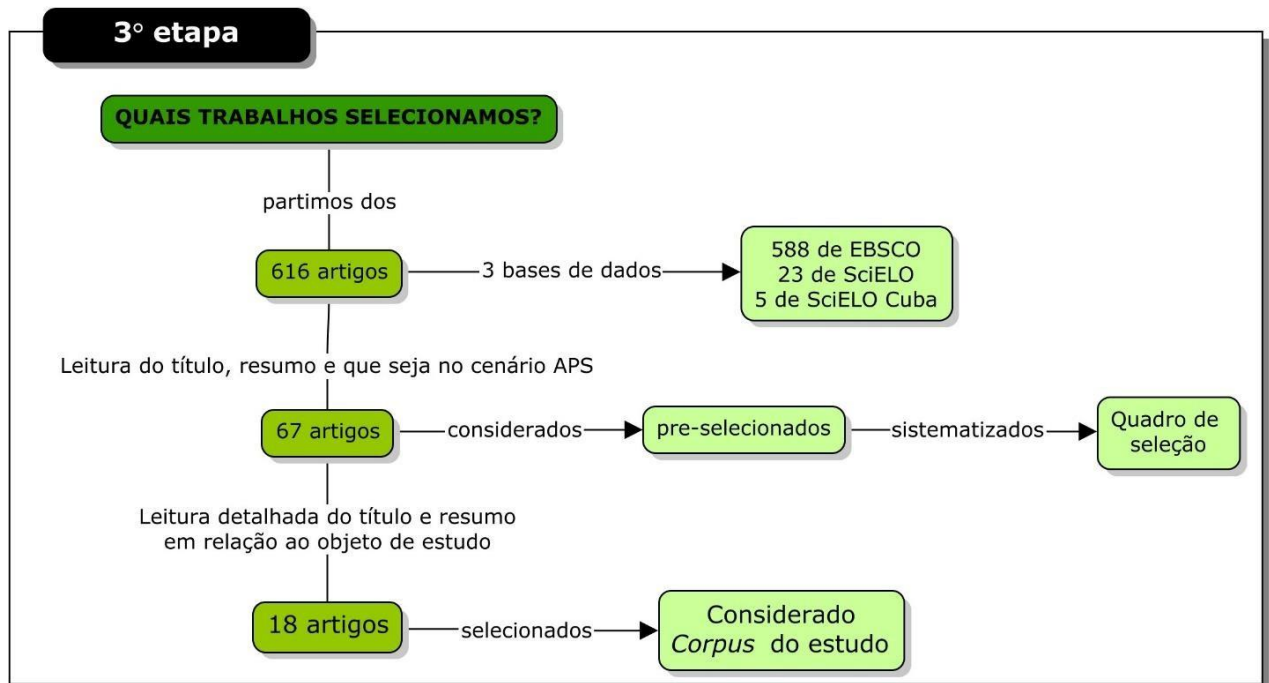 3° etapa
QUAIS TRABALHOS SELECIONAMOS?
partimos dos
616 artigos
3 bases de dados
588 de EBSCO
23 de SciELO
5 de SciELO Cuba
Leitura do título, resumo e que seja no cenário APS
67 artigos
considerados
pre-selecionados
sistematizados
Quadro de
seleção
Leitura detalhada do título e resumo
em relação ao objeto de estudo
18 artigos
selecionados
Considerado
Corpus do estudo